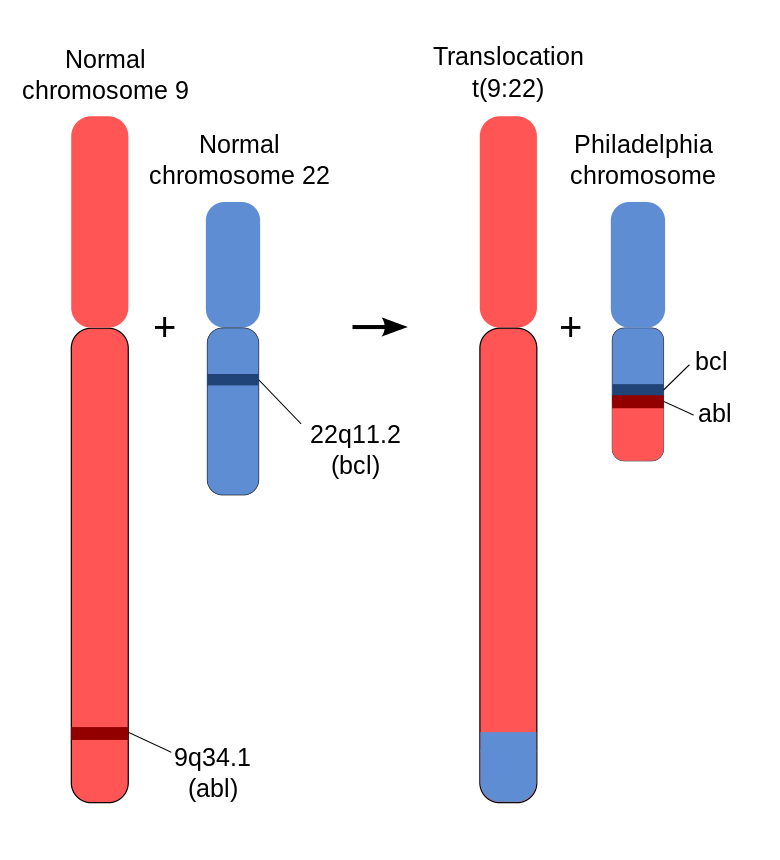 Normal
chromosome 9
Normal
chromosome 22
+
22q11.2
(bcl)
9q34.1
(abl)
Translocation
t(9:22)
Philadelphia
chromosome
+
bcl
abl